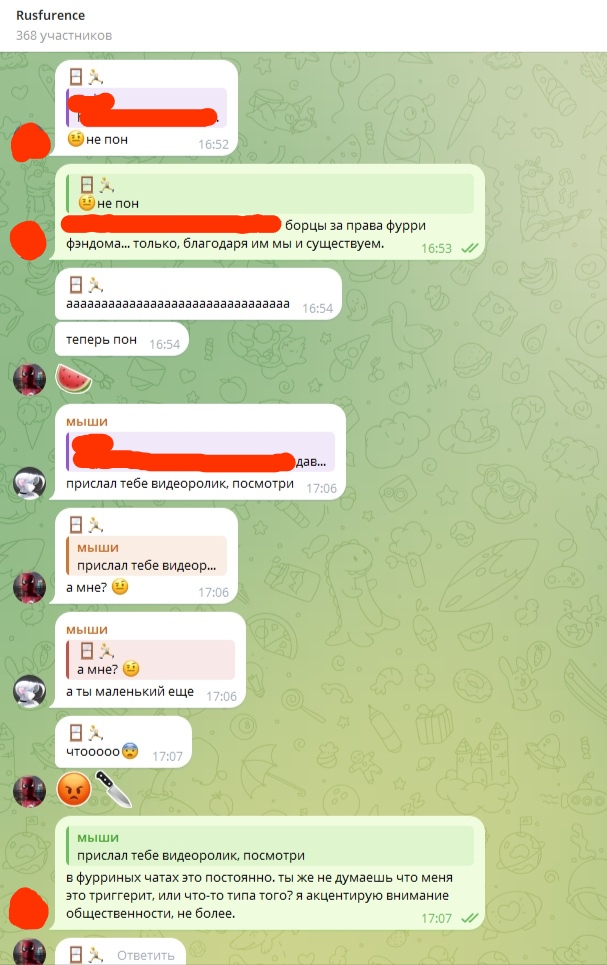 Rusfurence
368 участников
🚪🏃
.
🤨не пон
16:52
🚪🏃
🤨не пон
борцы за права фурри
фэндома... только, благодаря им мы и существуем.
16:53
🚪🏃
аааааааааааааааааааааааааааааааа
16:54
теперь пон
16:54
🍉
мыши
дав...
прислал тебе видеоролик, посмотри
17:06
🚪🏃
мыши
прислал тебе видеор...
а мне? 🤨
17:06
мыши
🚪🏃
а мне? 🤨
а ты маленький еще
17:06
🚪🏃
чтооооо😨
17:07
😡🔪
мыши
прислал тебе видеоролик, посмотри
в фурриных чатах это постоянно. ты же не думаешь что меня
это триггерит, или что-то типа того? я акцентирую внимание
общественности, не более.
17:07
🚪🏃 Ответить